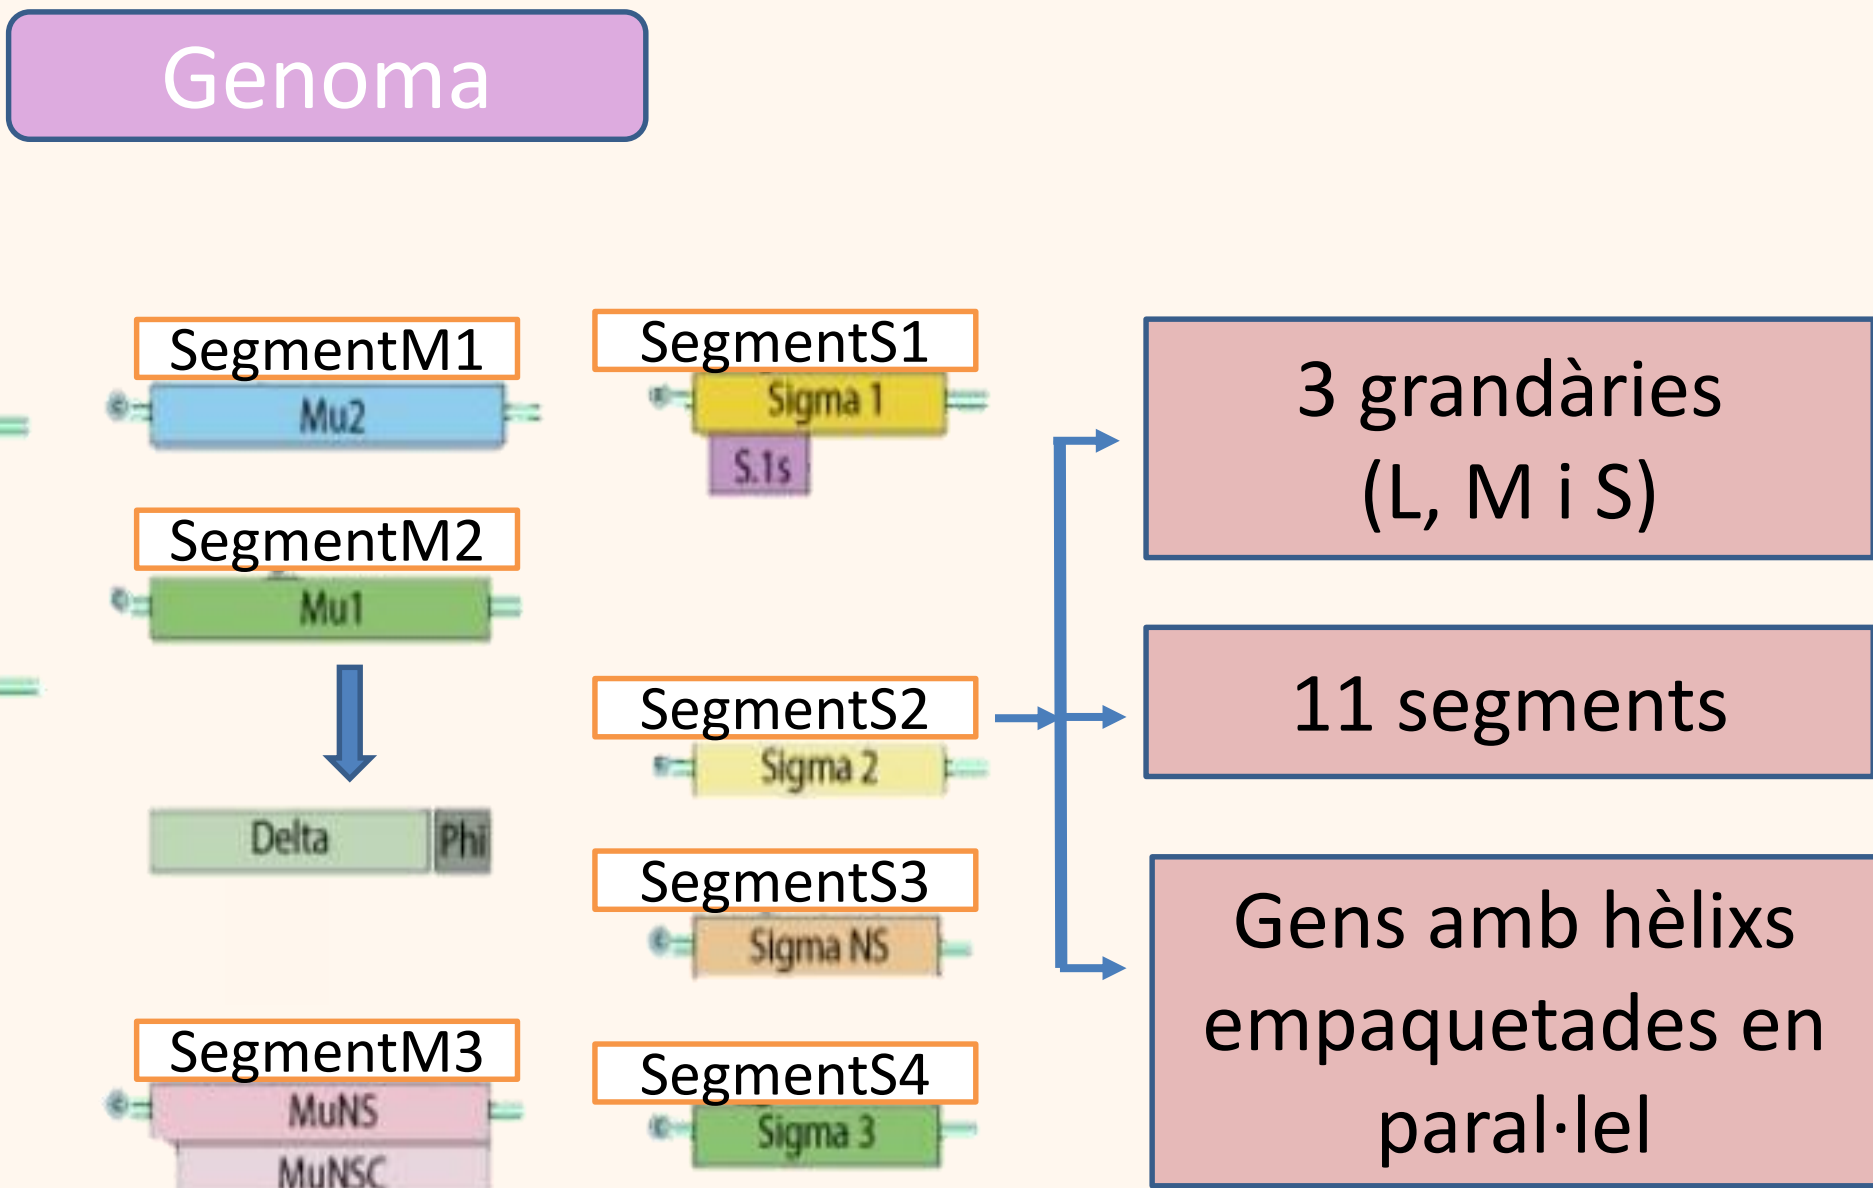 Genoma
SegmentM1
Mu2
SegmentM2
Mu1
Delta Phi
SegmentM3
MuNS
MuNSC
SegmentS1
Sigma 1
S.1s
SegmentS2
Sigma 2
SegmentS3
Sigma NS
SegmentS4
Sigma 3
3 grandàries
(L, M i S)
11 segments
Gens amb hèlixs
empaquetades en
paral·lel